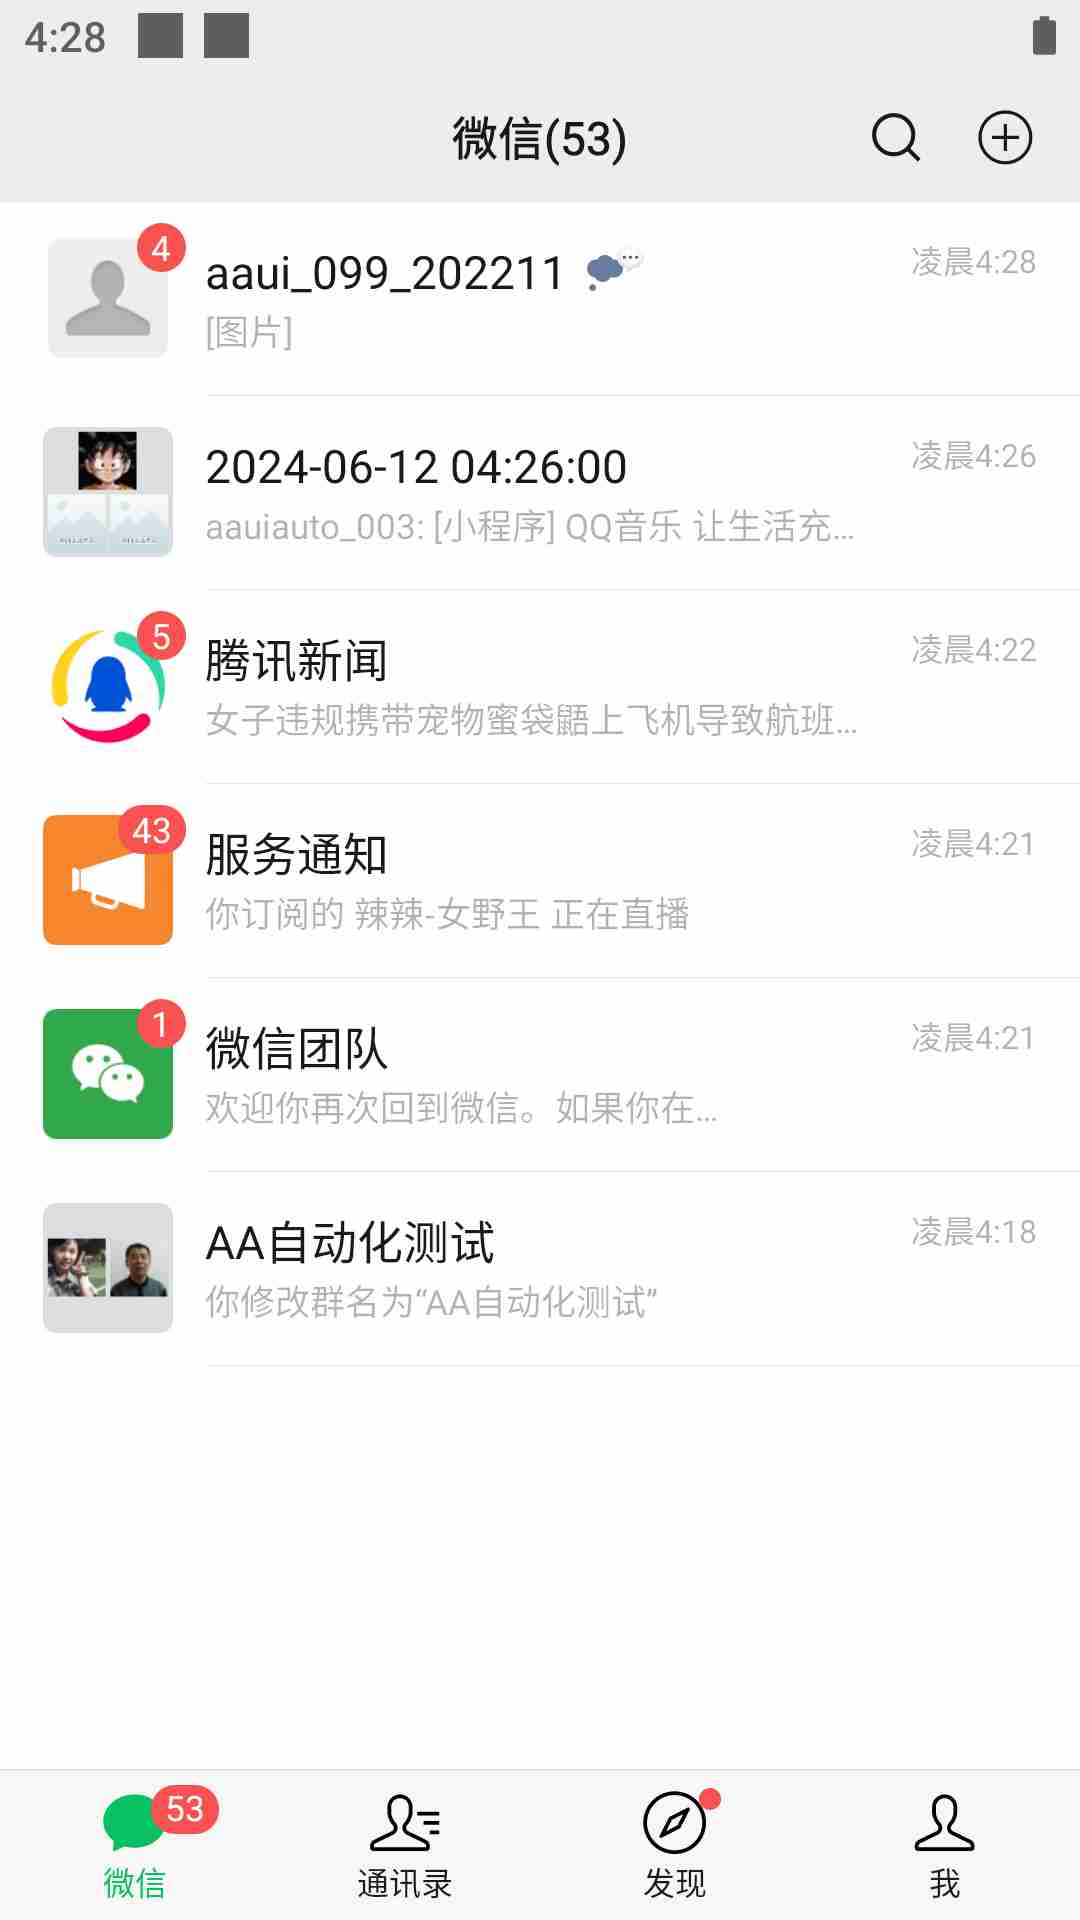 4:28
微信(53)
4
aaui_099_202211
凌晨4:28
[图片]
2024-06-12 04:26:00
凌晨4:26
aauiauto_003: [小程序] QQ音乐 让生活充…
5
腾讯新闻
凌晨4:22
女子违规携带宠物蜜袋鼯上飞机导致航班…
43
服务通知
凌晨4:21
你订阅的 辣辣-女野王 正在直播
1
微信团队
凌晨4:21
欢迎你再次回到微信。如果你在…
AA自动化测试
凌晨4:18
你修改群名为“AA自动化测试”
53
微信
通讯录
发现
我